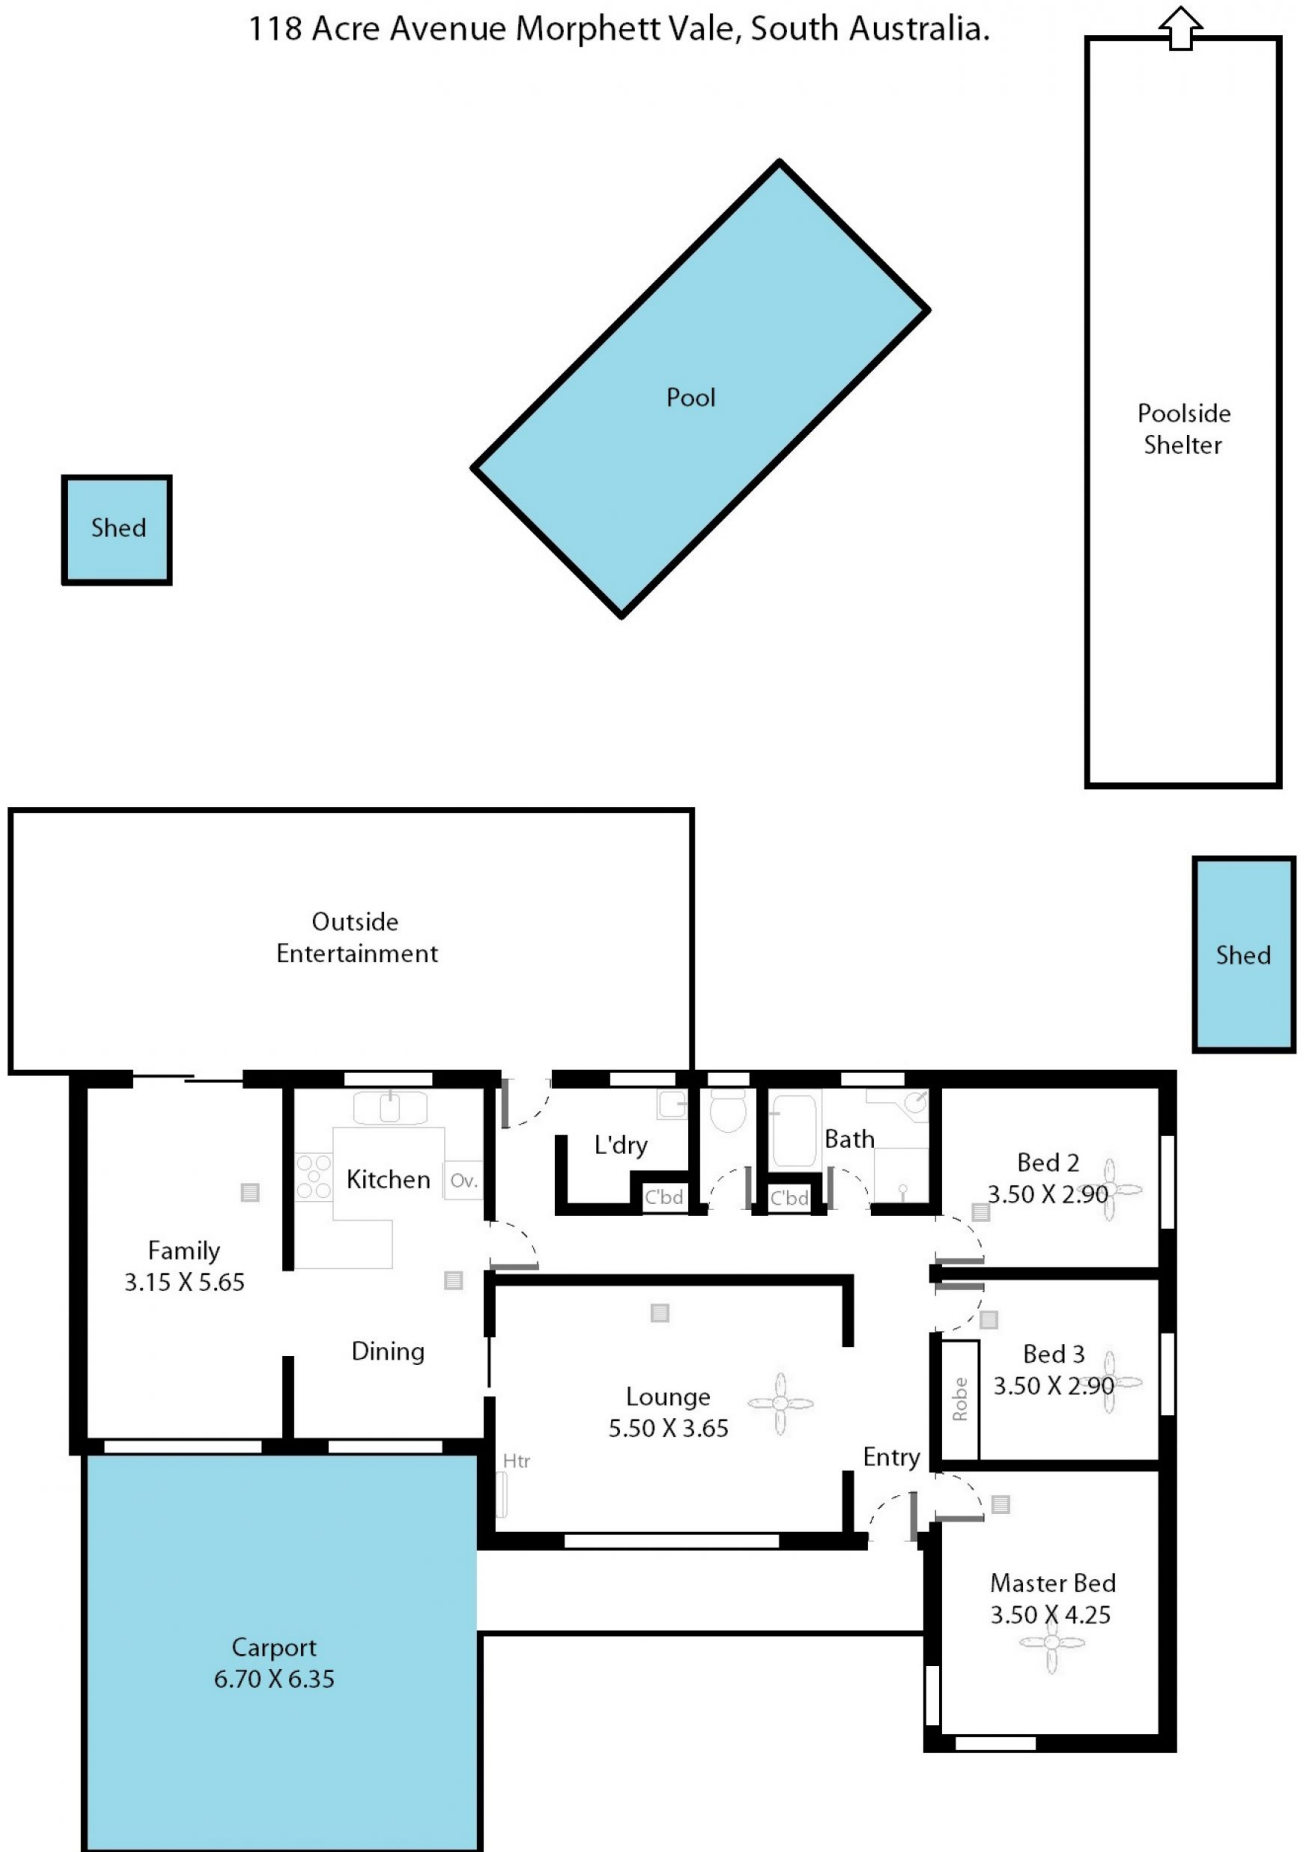 118 Acre Avenue Morphett Vale, South Australia.
Pool
Poolside
Shelter
Shed
Outside
Entertainment
Shed
L'dry
Bath
Kitchen
Ov.
C'bd
C'bd
Bed 2
3.50 X 2.90
Family
3.15 X 5.65
Dining
Lounge
5.50 X 3.65
Robe
Bed 3
3.50 X 2.90
Htr
Entry
Master Bed
3.50 X 4.25
Carport
6.70 X 6.35